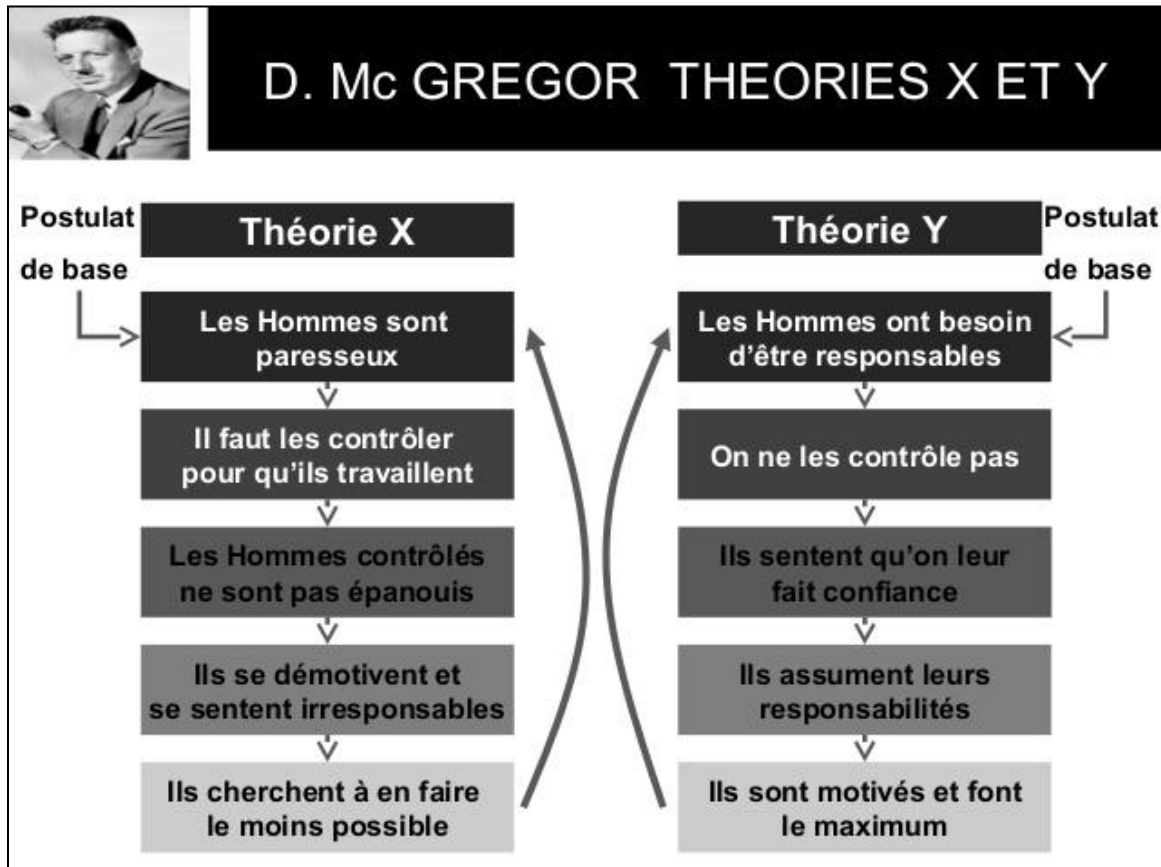 D. Mc GREGOR THEORIES X ET Y
Postulat
de base
Théorie X
Les Hommes sont
paresseux
Il faut les contrôler
pour qu'ils travaillent
Les Hommes contrôlés
ne sont pas épanouis
Ils se démotivent et
se sentent irresponsables
Ils cherchent à en faire
le moins possible
Théorie Y
Postulat
de base
Les Hommes ont besoin
d'être responsables
On ne les contrôle pas
Ils sentent qu'on leur
fait confiance
Ils assument leurs
responsabilités
Ils sont motivés et font
le maximum